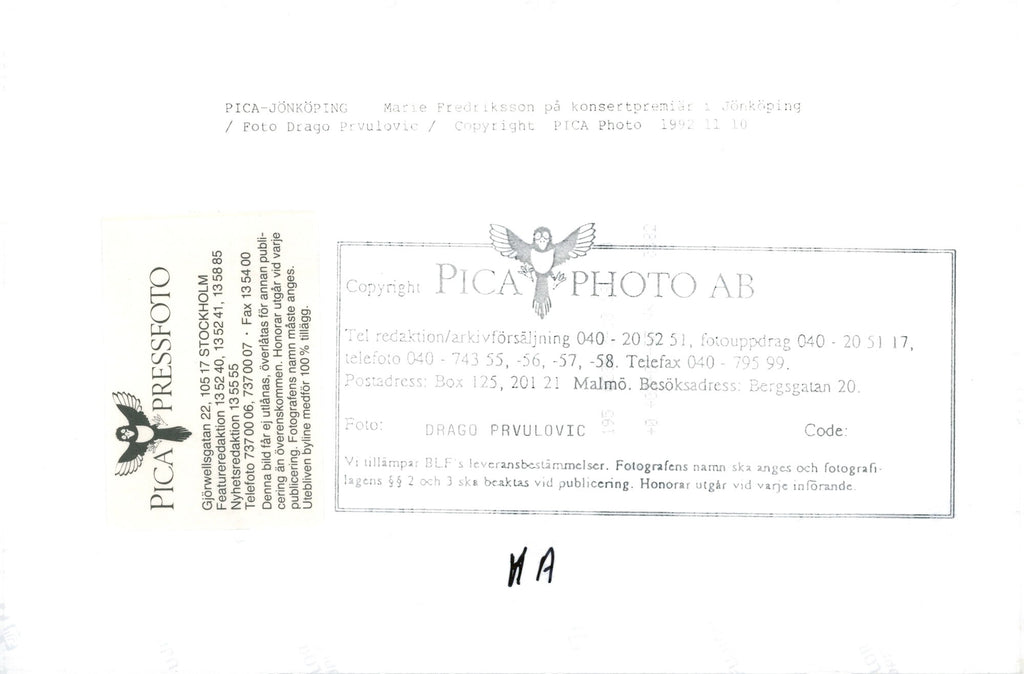 PICA-JÖNKÖPING Marie Fredriksson på konsertpremiär i Jönköping
/ Foto Drago Prvulovic / Copyright PICA Photo 1992 11 10
PICA PRESSFOTO
Gjörwellsgatan 22, 105 17 STOCKHOLM
Featureredaktion 13 52 40, 13 52 41, 13 58 85
Nyhetsredaktion 13 55 55
Telefoto 737 00 06, 737 00 07 · Fax 13 54 00
Denna bild får ej utlånas, överlåtas för annan publi-
cering än överenskommen. Honorar utgår vid varje
publicering. Fotografens namn måste anges.
Utebliven byline medför 100% tillägg.
Copyright PICA PHOTO AB
Tel redaktion/arkivförsäljning 040 - 20 52 51, fotouppdrag 040 - 20 51 17,
telefoto 040 - 743 55, -56, -57, -58. Telefax 040 - 795 99.
Postadress: Box 125, 201 21 Malmö. Besöksadress: Bergsgatan 20.
Foto: DRAGO PRVULOVIC Code:
Vi tillämpar BLF's leveransbestämmelser. Fotografens namn ska anges och fotografi-
lagens §§ 2 och 3 ska beaktas vid publicering. Honorar utgår vid varje införande.